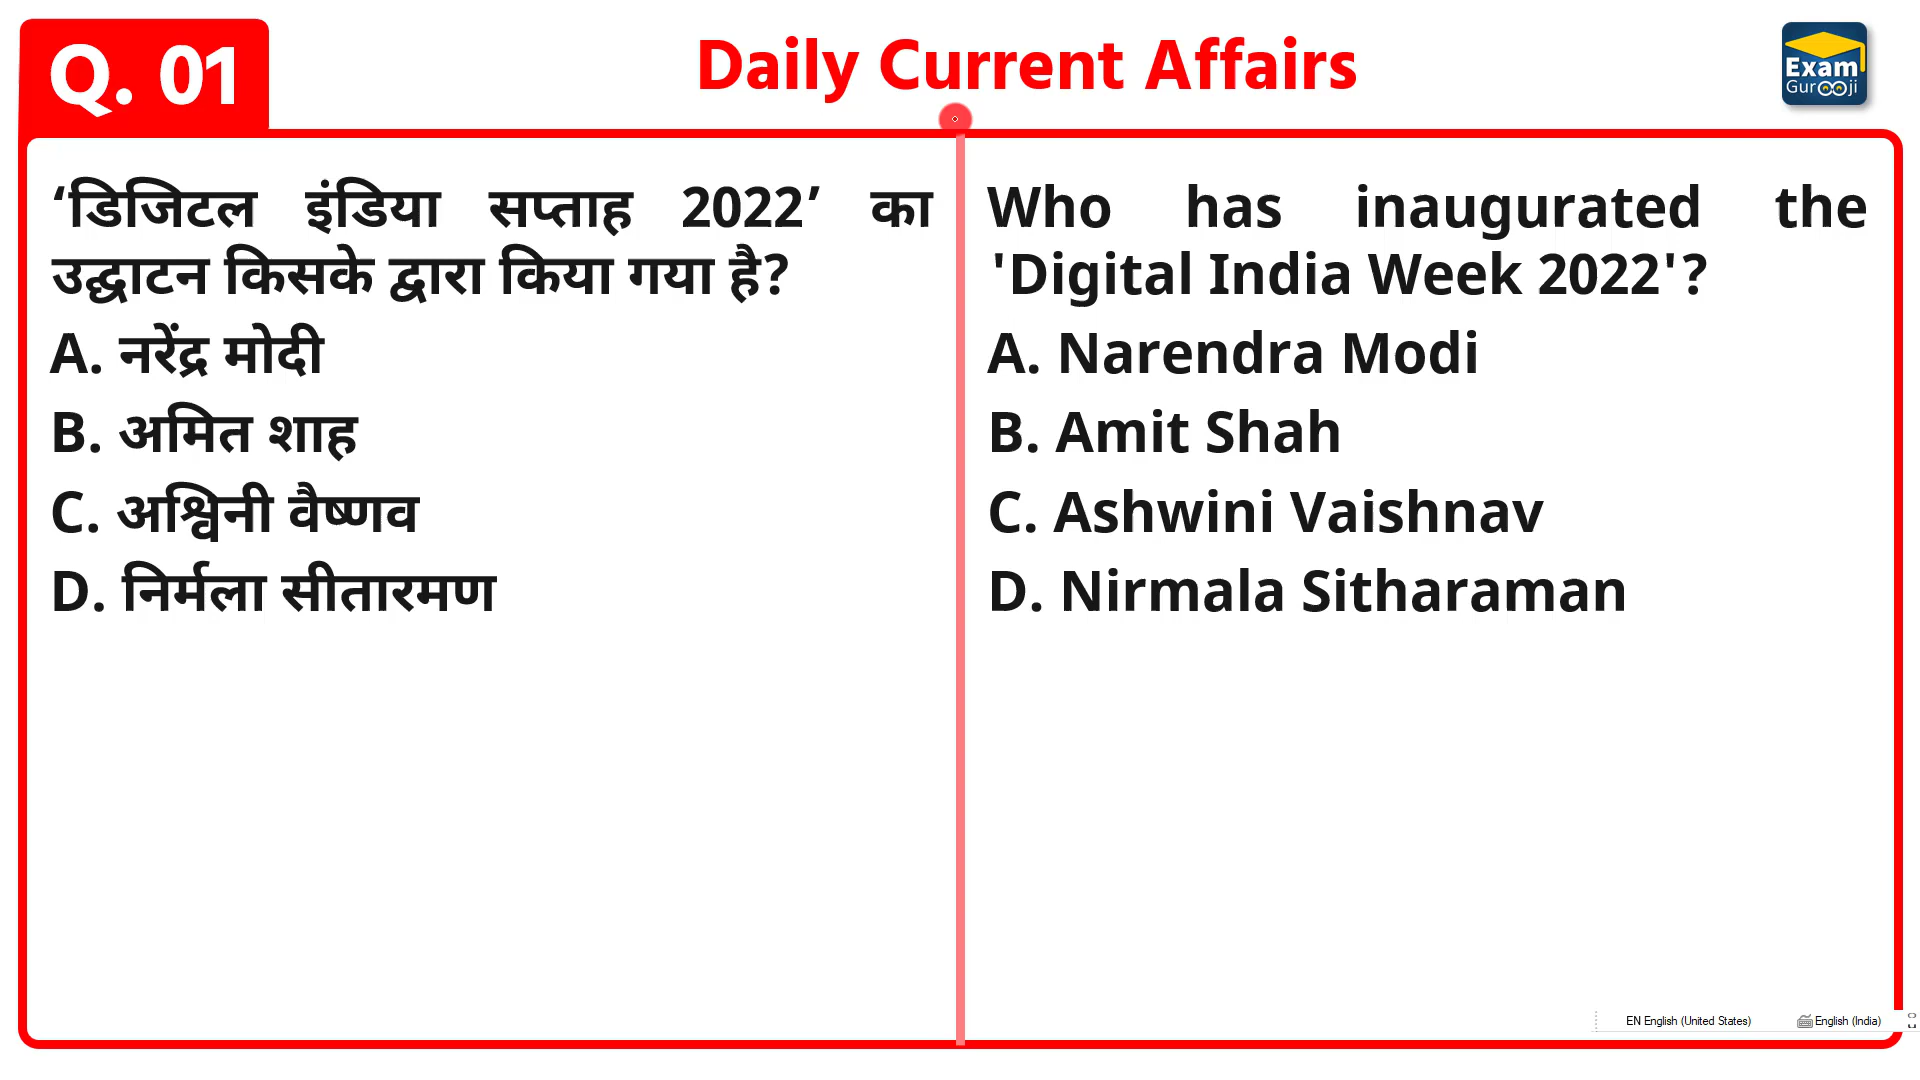 Q. 01
Daily Current Affairs
Exam
Gurooji
‘डिजिटल इंडिया सप्ताह 2022’ का
उद्घाटन किसके द्वारा किया गया है?
A. नरेंद्र मोदी
B. अमित शाह
C. अश्विनी वैष्णव
D. निर्मला सीतारमण
Who has inaugurated the
'Digital India Week 2022'?
A. Narendra Modi
B. Amit Shah
C. Ashwini Vaishnav
D. Nirmala Sitharaman
EN English (United States) English (India)